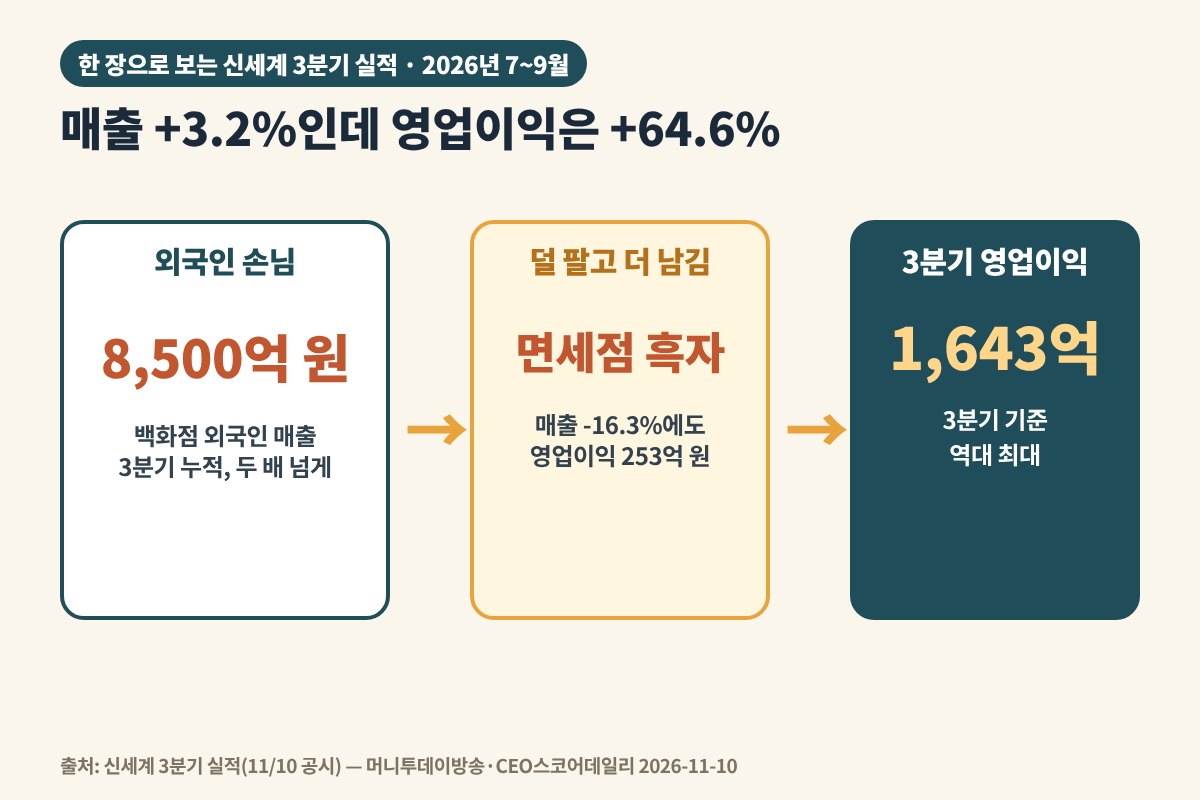 한 장으로 보는 신세계 3분기 실적 · 2026년 7~9월
매출 +3.2%인데 영업이익은 +64.6%
외국인 손님
8,500억 원
백화점 외국인 매출
3분기 누적, 두 배 넘게
→
덜 팔고 더 남김
면세점 흑자
매출 -16.3%에도
영업이익 253억 원
→
3분기 영업이익
1,643억
3분기 기준
역대 최대
출처: 신세계 3분기 실적(11/10 공시) — 머니투데이방송·CEO스코어데일리 2026-11-10